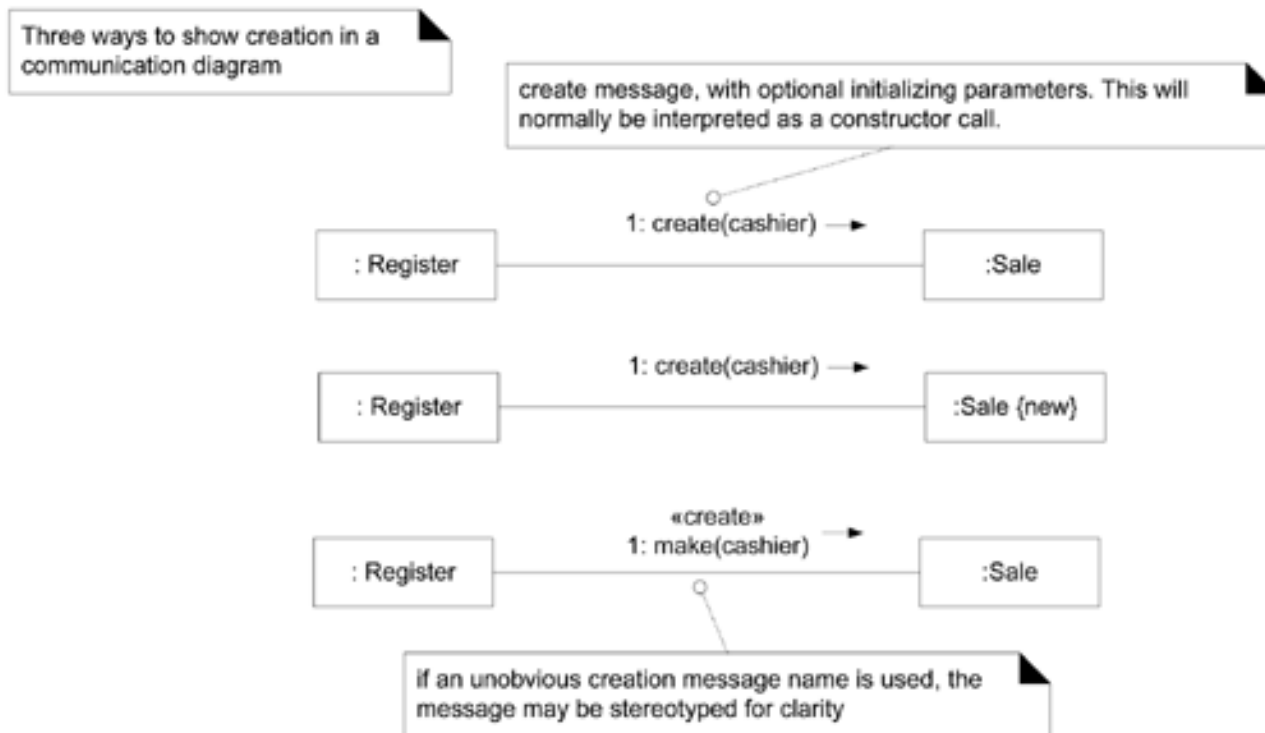 Three ways to show creation in a
communication diagram
create message, with optional initializing parameters. This will
normally be interpreted as a constructor call.
1: create(cashier)
: Register
:Sale
1: create(cashier)
: Register
:Sale {new}
«create»
1: make(cashier)
: Register
:Sale
if an unobvious creation message name is used, the
message may be stereotyped for clarity